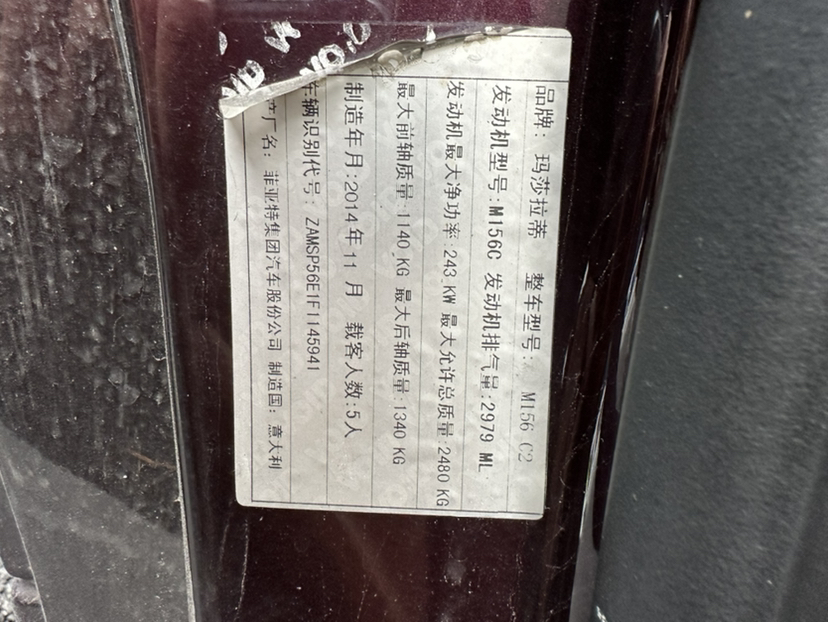 品牌: 玛莎拉蒂 整车型号: M156 C2
发动机型号:M156C 发动机排气量:2979 ML
发动机最大净功率:243 KW 最大允许总质量:2480 KG
最大前轴质量:1140 KG 最大后轴质量:1340 KG
制造年月:2014年11月 载客人数:5人
车辆识别代号: ZAMSP56E1F1145941
产厂名: 菲亚特集团汽车股份公司 制造国: 意大利